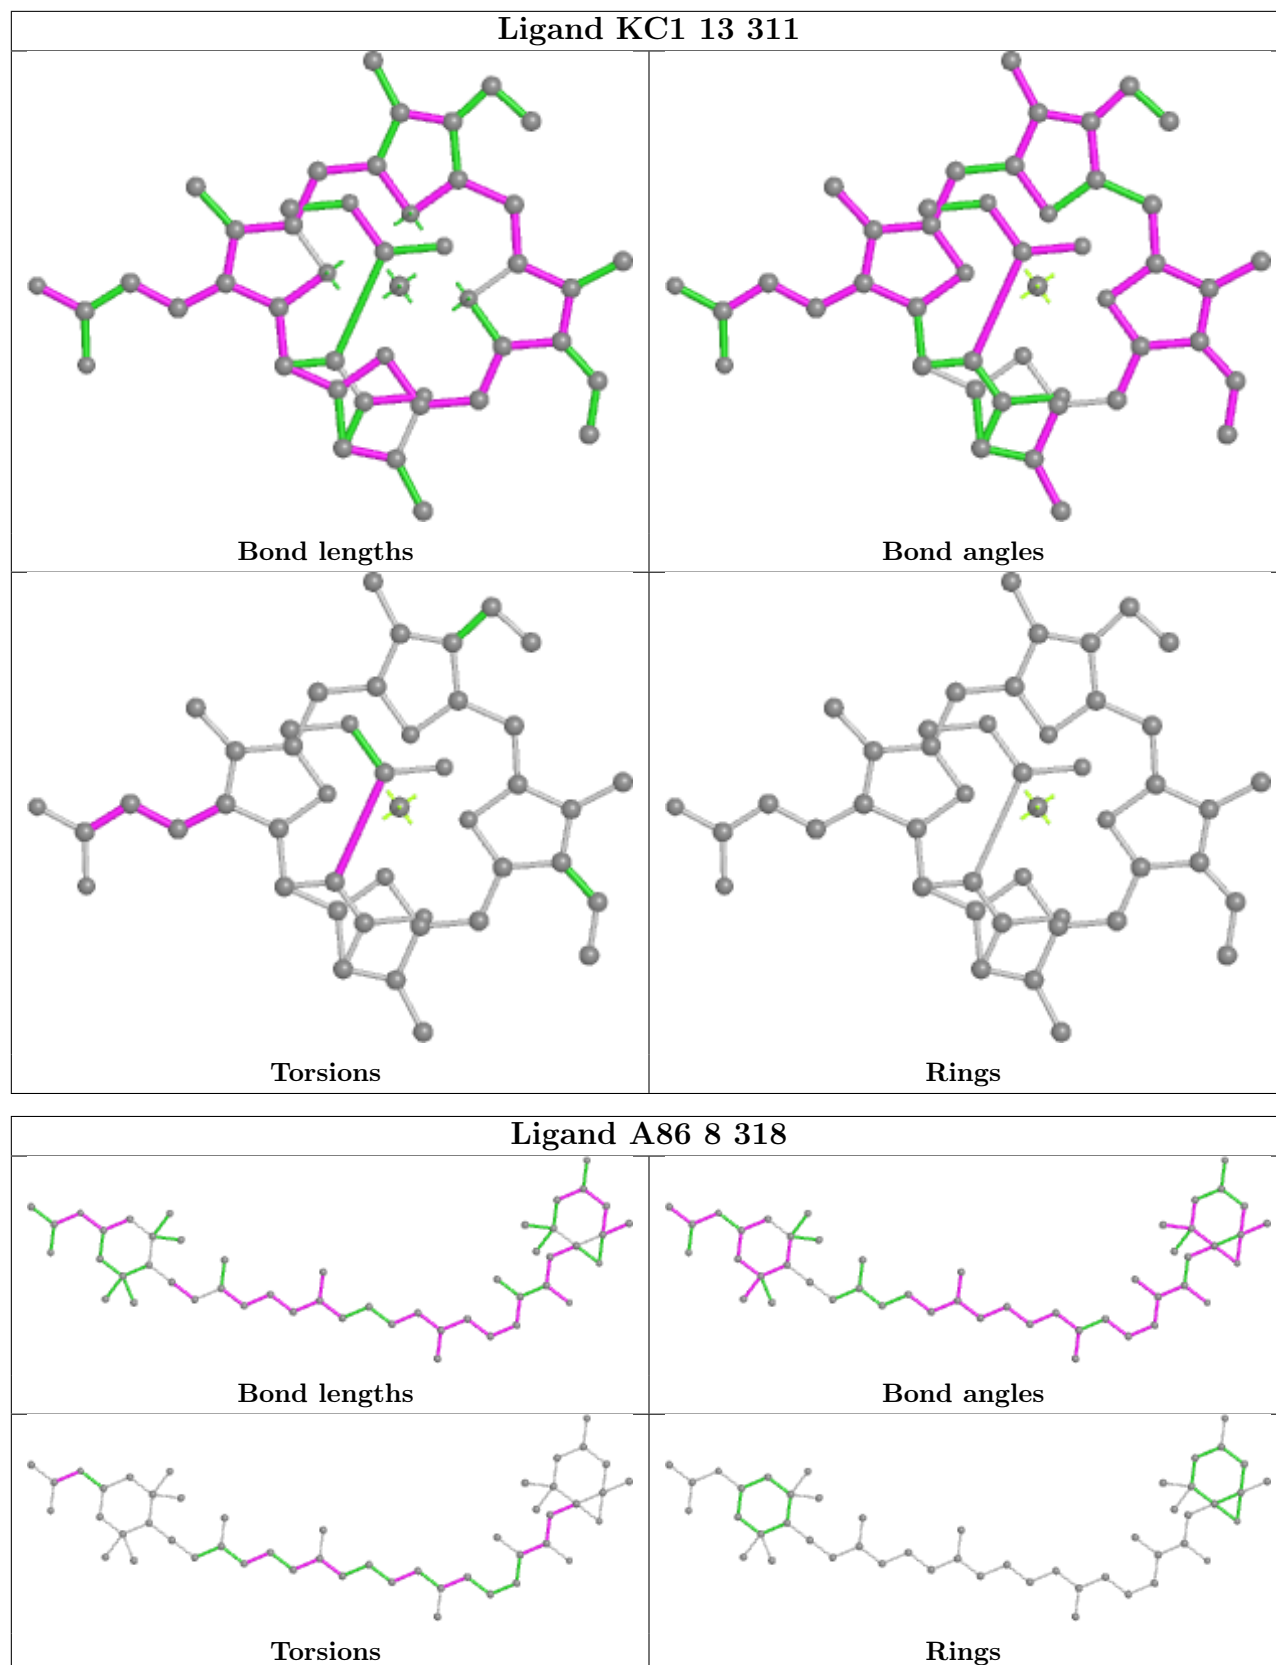 Ligand KC1 13 311
Bond lengths
Bond angles
Torsions
Rings
Ligand A86 8 318
Bond lengths
Bond angles
Torsions
Rings